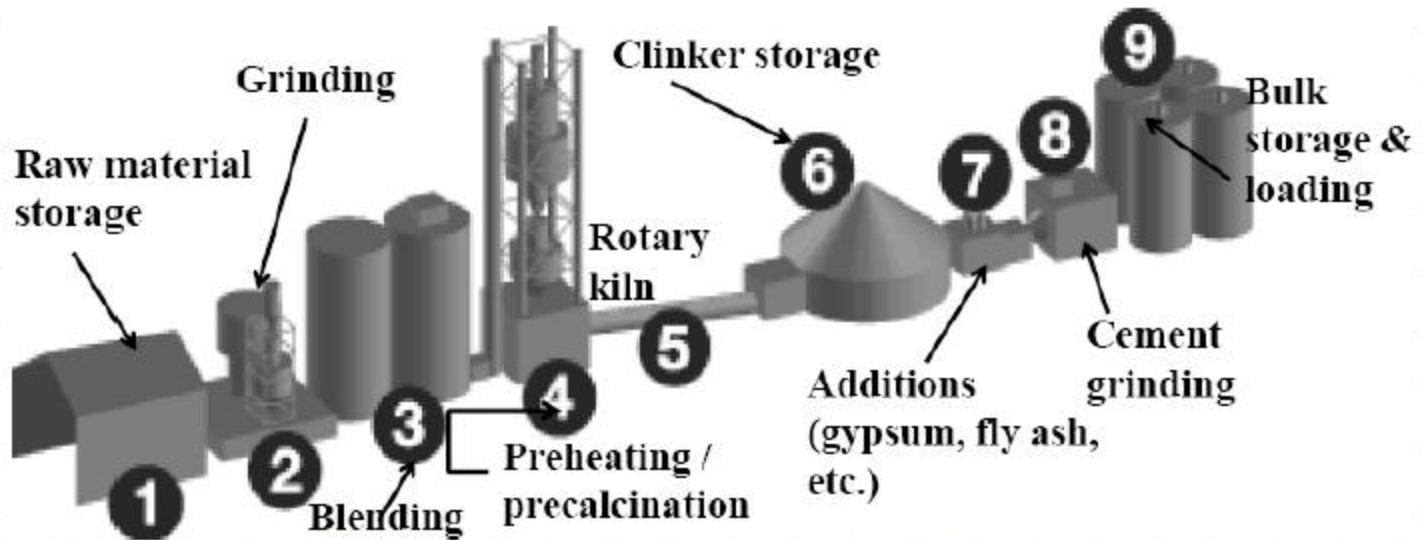 Raw material
storage
1
Grinding
2
3
Blending
4
Preheating /
precalcination
Rotary
kiln
5
Clinker storage
6
7
Additions
(gypsum, fly ash,
etc.)
8
Cement
grinding
9
Bulk
storage &
loading